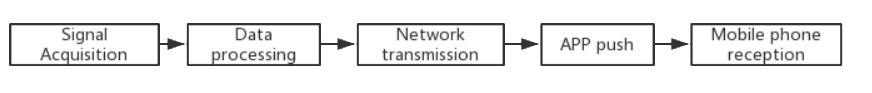 Signal
Acquisition
Data
processing
Network
transmission
APP push
Mobile phone
reception